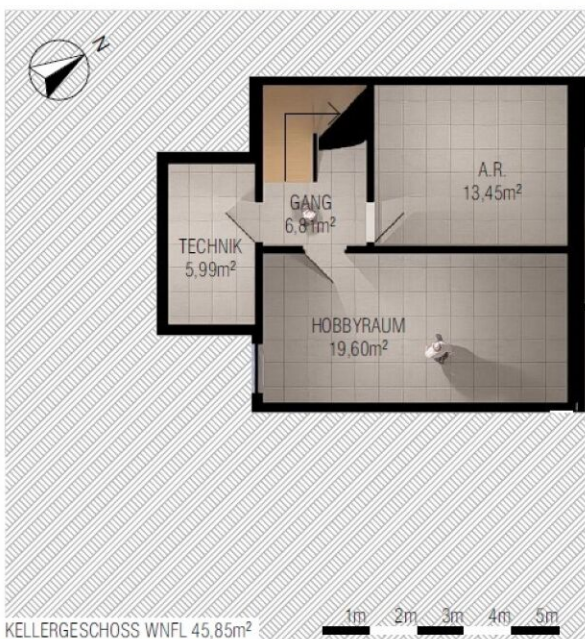 N
A.R.
13,45m²
GANG
6,81m²
TECHNIK
5,99m²
HOBBYRAUM
19,60m²
1m 2m 3m 4m 5m
KELLERGESCHOSS WNFL 45,85m²